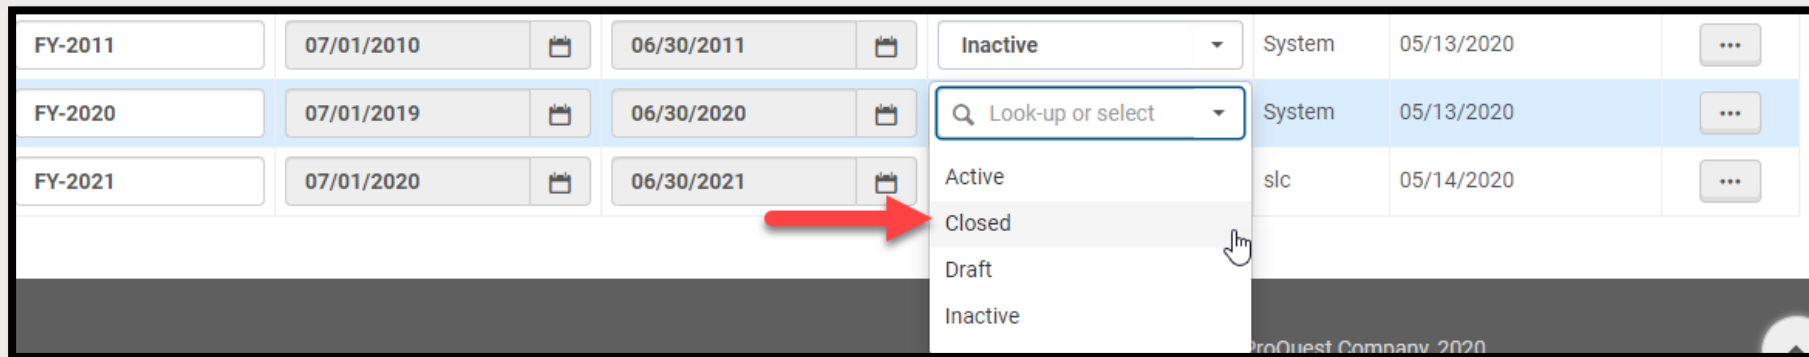 FY-2011 07/01/2010 06/30/2011 Inactive System 05/13/2020 ...
FY-2020 07/01/2019 06/30/2020 Look-up or select System 05/13/2020 ...
FY-2021 07/01/2020 06/30/2021 Active slc 05/14/2020 ...
Closed
Draft
Inactive
ProQuest Company, 2020